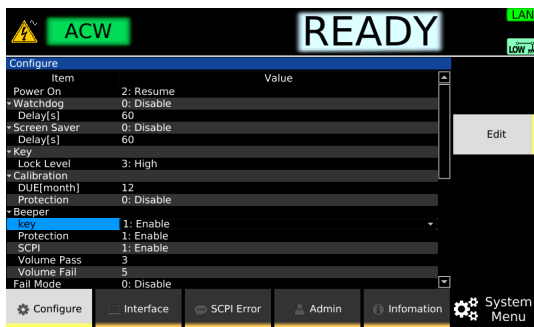 LAN
ACW
READY
LOW
Configure
Item Value
Power On 2: Resume
Watchdog 0: Disable
Delay[s] 60
Screen Saver 0: Disable
Delay[s] 60
Edit
Key
Lock Level 3: High
Calibration
DUE[month] 12
Protection 0: Disable
Beeper
key 1: Enable
Protection 1: Enable
SCPI 1: Enable
Volume Pass 3
Volume Fail 5
Fail Mode 0: Disable
Configure Interface SCPI Error Admin Infomation System
Menu